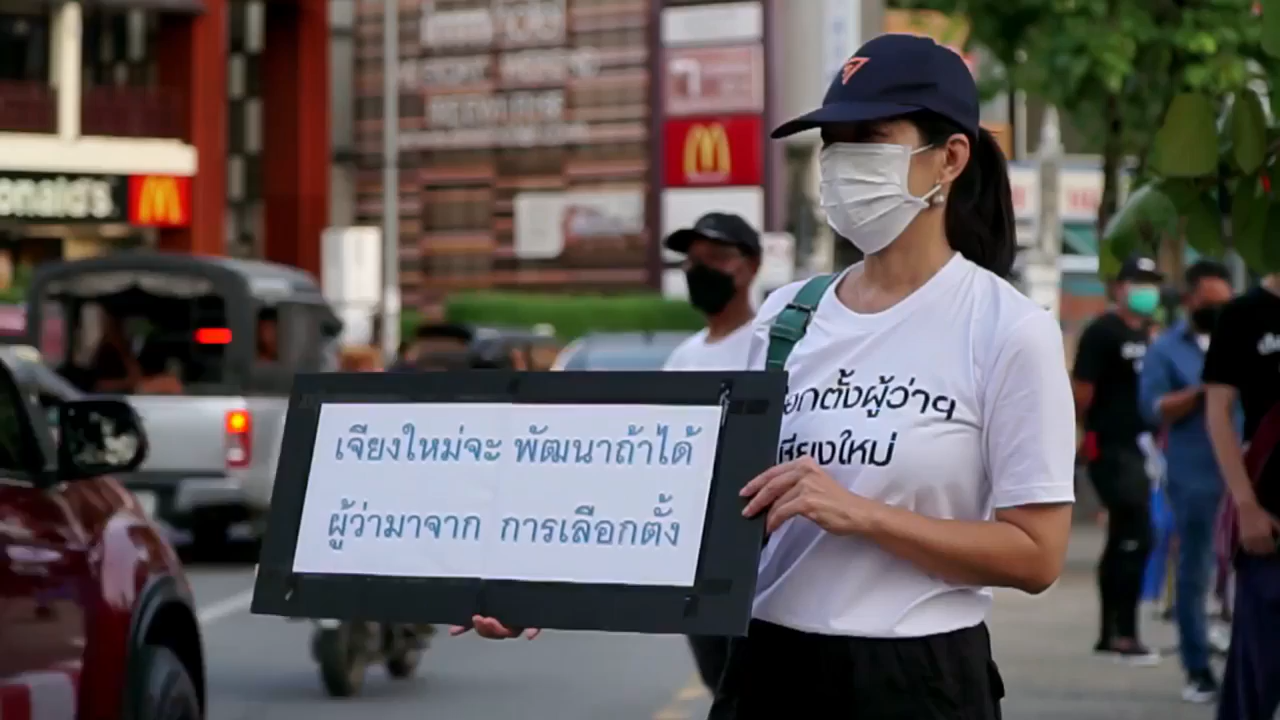 เจียงใหม่จะ พัฒนาถ้าได้
ผู้ว่ามาจาก การเลือกตั้ง
ือกตั้งผู้ว่าฯ
ชียงใหม่
onald's